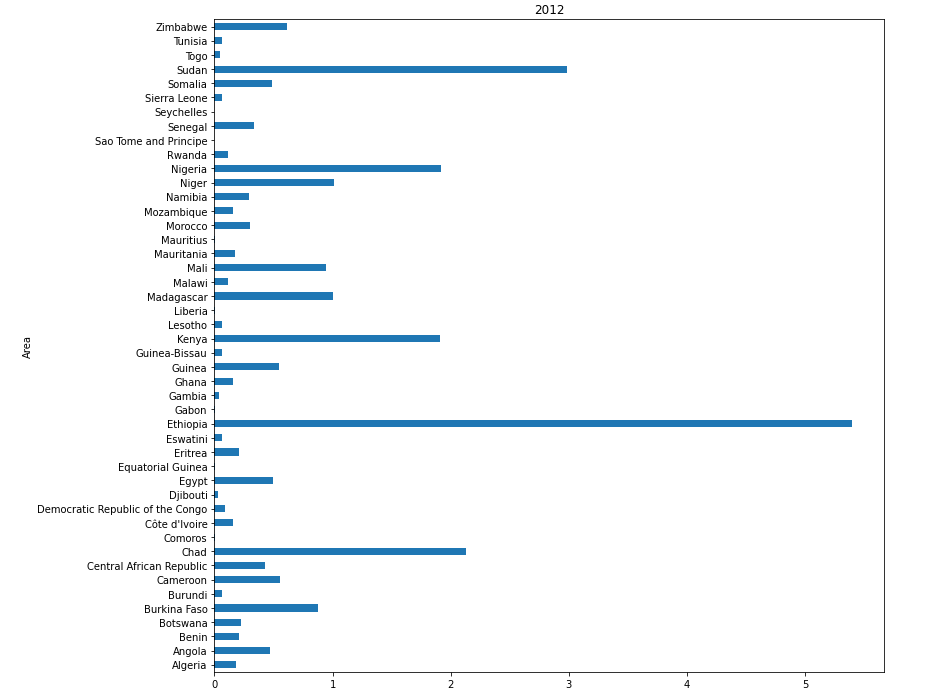 2012
Zimbabwe
Tunisia
Togo
Sudan
Somalia
Sierra Leone
Seychelles
Senegal
Sao Tome and Principe
Rwanda
Nigeria
Niger
Namibia
Mozambique
Morocco
Mauritius
Mauritania
Mali
Malawi
Madagascar
Liberia
Lesotho
Kenya
Guinea-Bissau
Guinea
Ghana
Gambia
Gabon
Ethiopia
Eswatini
Eritrea
Equatorial Guinea
Egypt
Djibouti
Democratic Republic of the Congo
Côte d'Ivoire
Comoros
Chad
Central African Republic
Cameroon
Burundi
Burkina Faso
Botswana
Benin
Angola
Algeria
Area
0 1 2 3 4 5